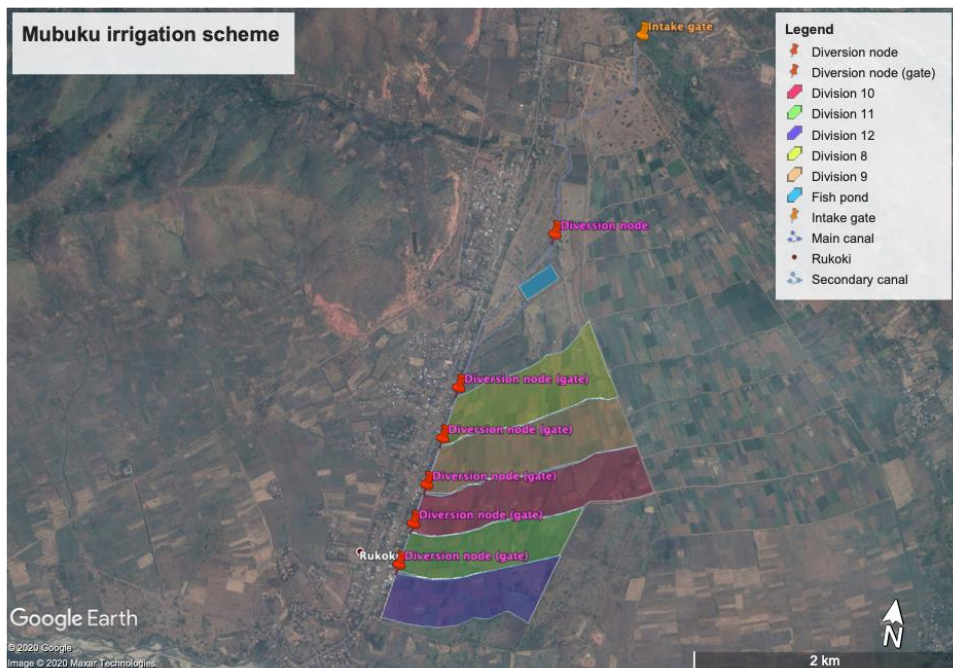 Mubuku irrigation scheme
Intake gate
Legend
Diversion node
Diversion node (gate)
Division 10
Division 11
Division 12
Division 8
Division 9
Fish pond
Intake gate
Main canal
Rukoki
Secondary canal
Diversion node
Diversion node (gate)
Diversion node (gate)
Diversion node (gate)
Diversion node (gate)
Rukoki
Diversion node (gate)
Google Earth
© 2020 Google
Image © 2020 Maxar Technologies
N
2 km